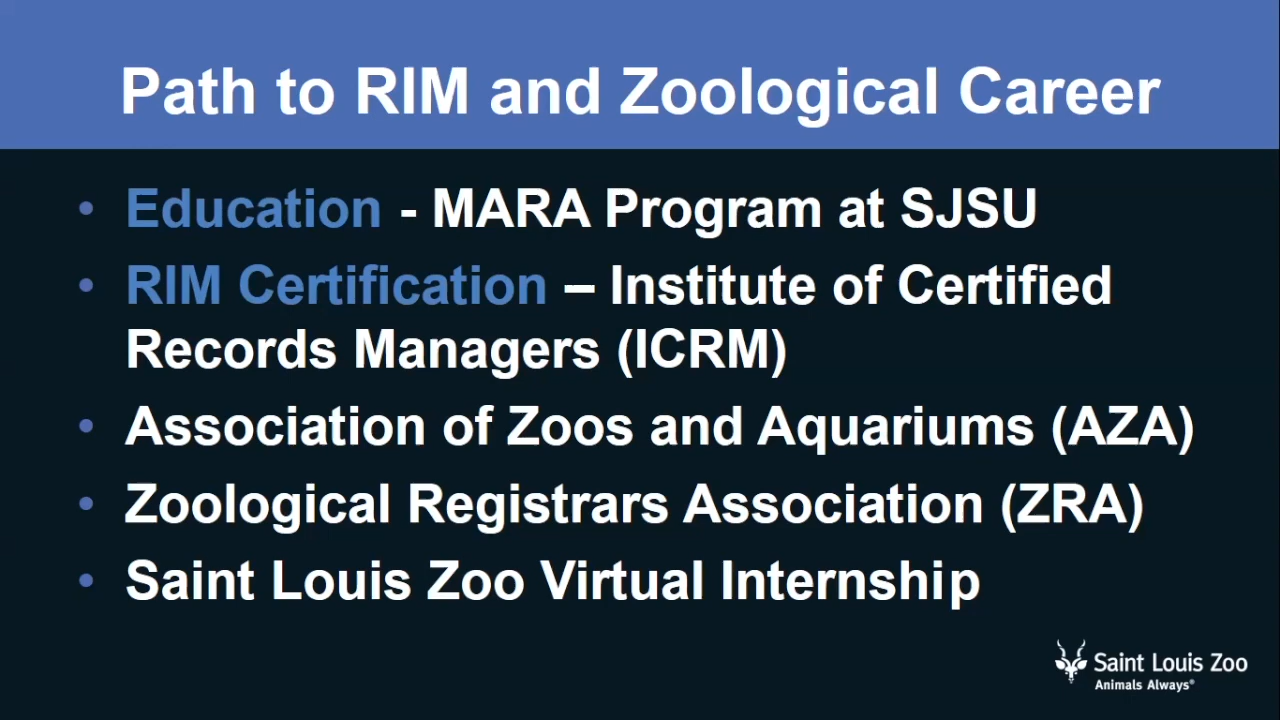 Path to RIM and Zoological Career
• Education - MARA Program at SJSU
• RIM Certification – Institute of Certified
Records Managers (ICRM)
• Association of Zoos and Aquariums (AZA)
• Zoological Registrars Association (ZRA)
• Saint Louis Zoo Virtual Internship
Saint Louis Zoo
Animals Always®